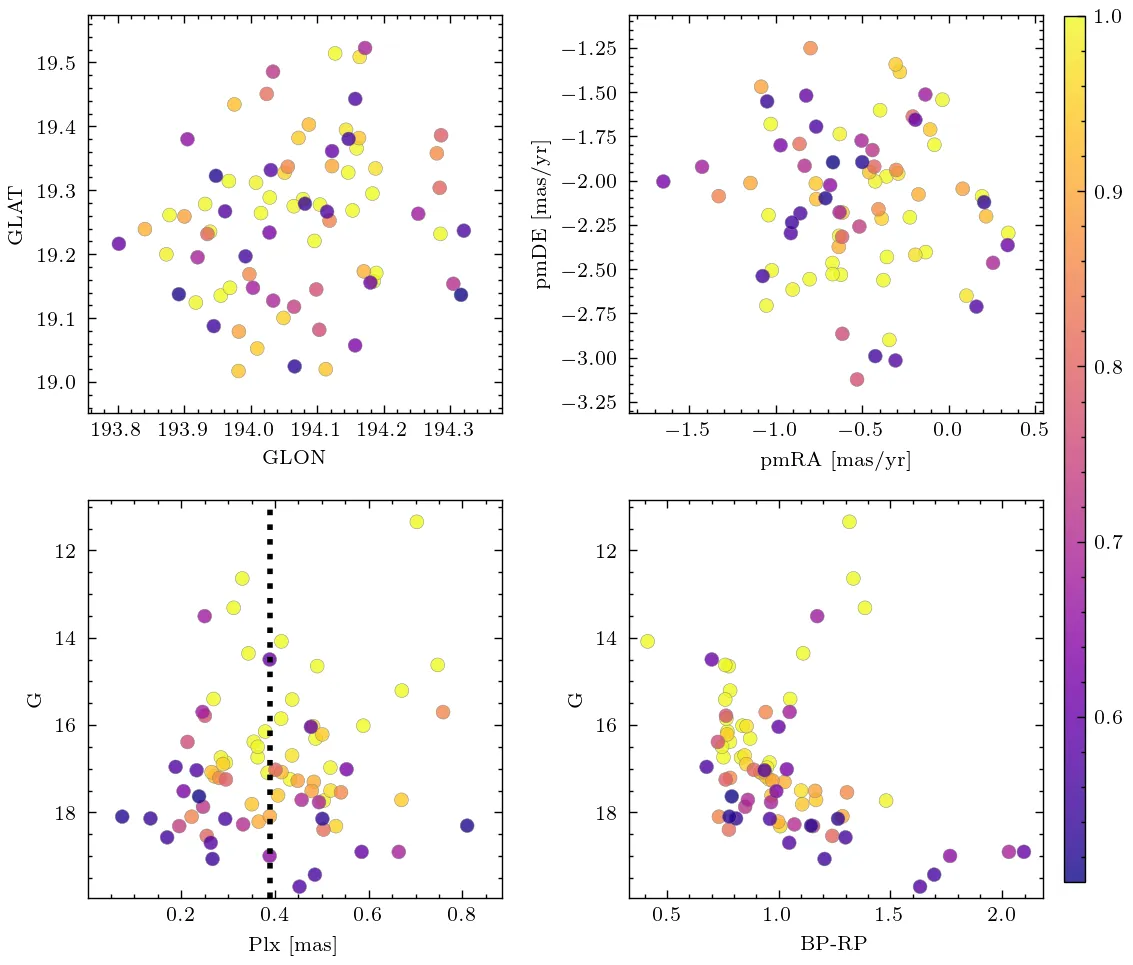 19.5
19.4
19.3
19.2
19.1
19.0
GLAT
193.8 193.9 194.0 194.1 194.2 194.3
GLON
−1.25
−1.50
−1.75
−2.00
−2.25
−2.50
−2.75
−3.00
−3.25
pmDE [mas/yr]
−1.5 −1.0 −0.5 0.0 0.5
pmRA [mas/yr]
12
14
16
18
G
0.2 0.4 0.6 0.8
Plx [mas]
12
14
16
18
G
0.5 1.0 1.5 2.0
BP-RP
1.0
0.9
0.8
0.7
0.6